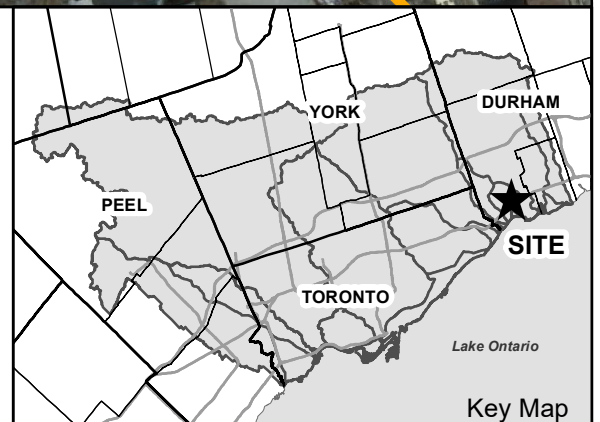 YORK
DURHAM
PEEL
SITE
TORONTO
Lake Ontario
Key Map